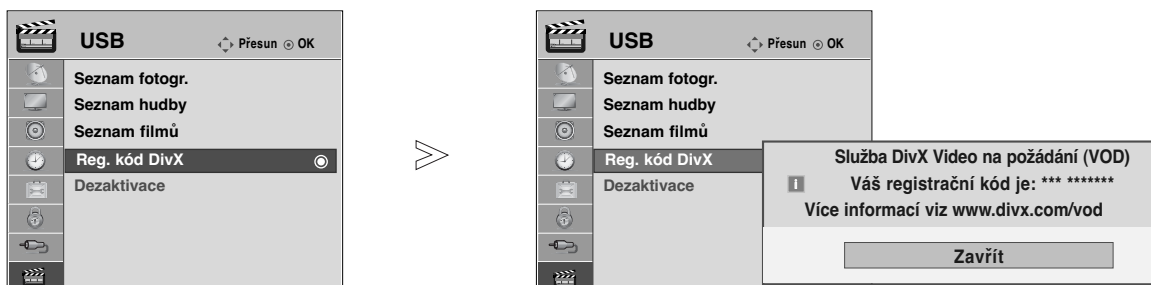 USB
Přesun OK
Seznam fotogr.
Seznam hudby
Seznam filmů
Reg. kód DivX
Dezaktivace
USB
Přesun OK
Seznam fotogr.
Seznam hudby
Seznam filmů
Reg. kód DivX
Dezaktivace
Služba DivX Video na požádání (VOD)
i Váš registrační kód je: *** *******
Více informací viz www.divx.com/vod
Zavřít